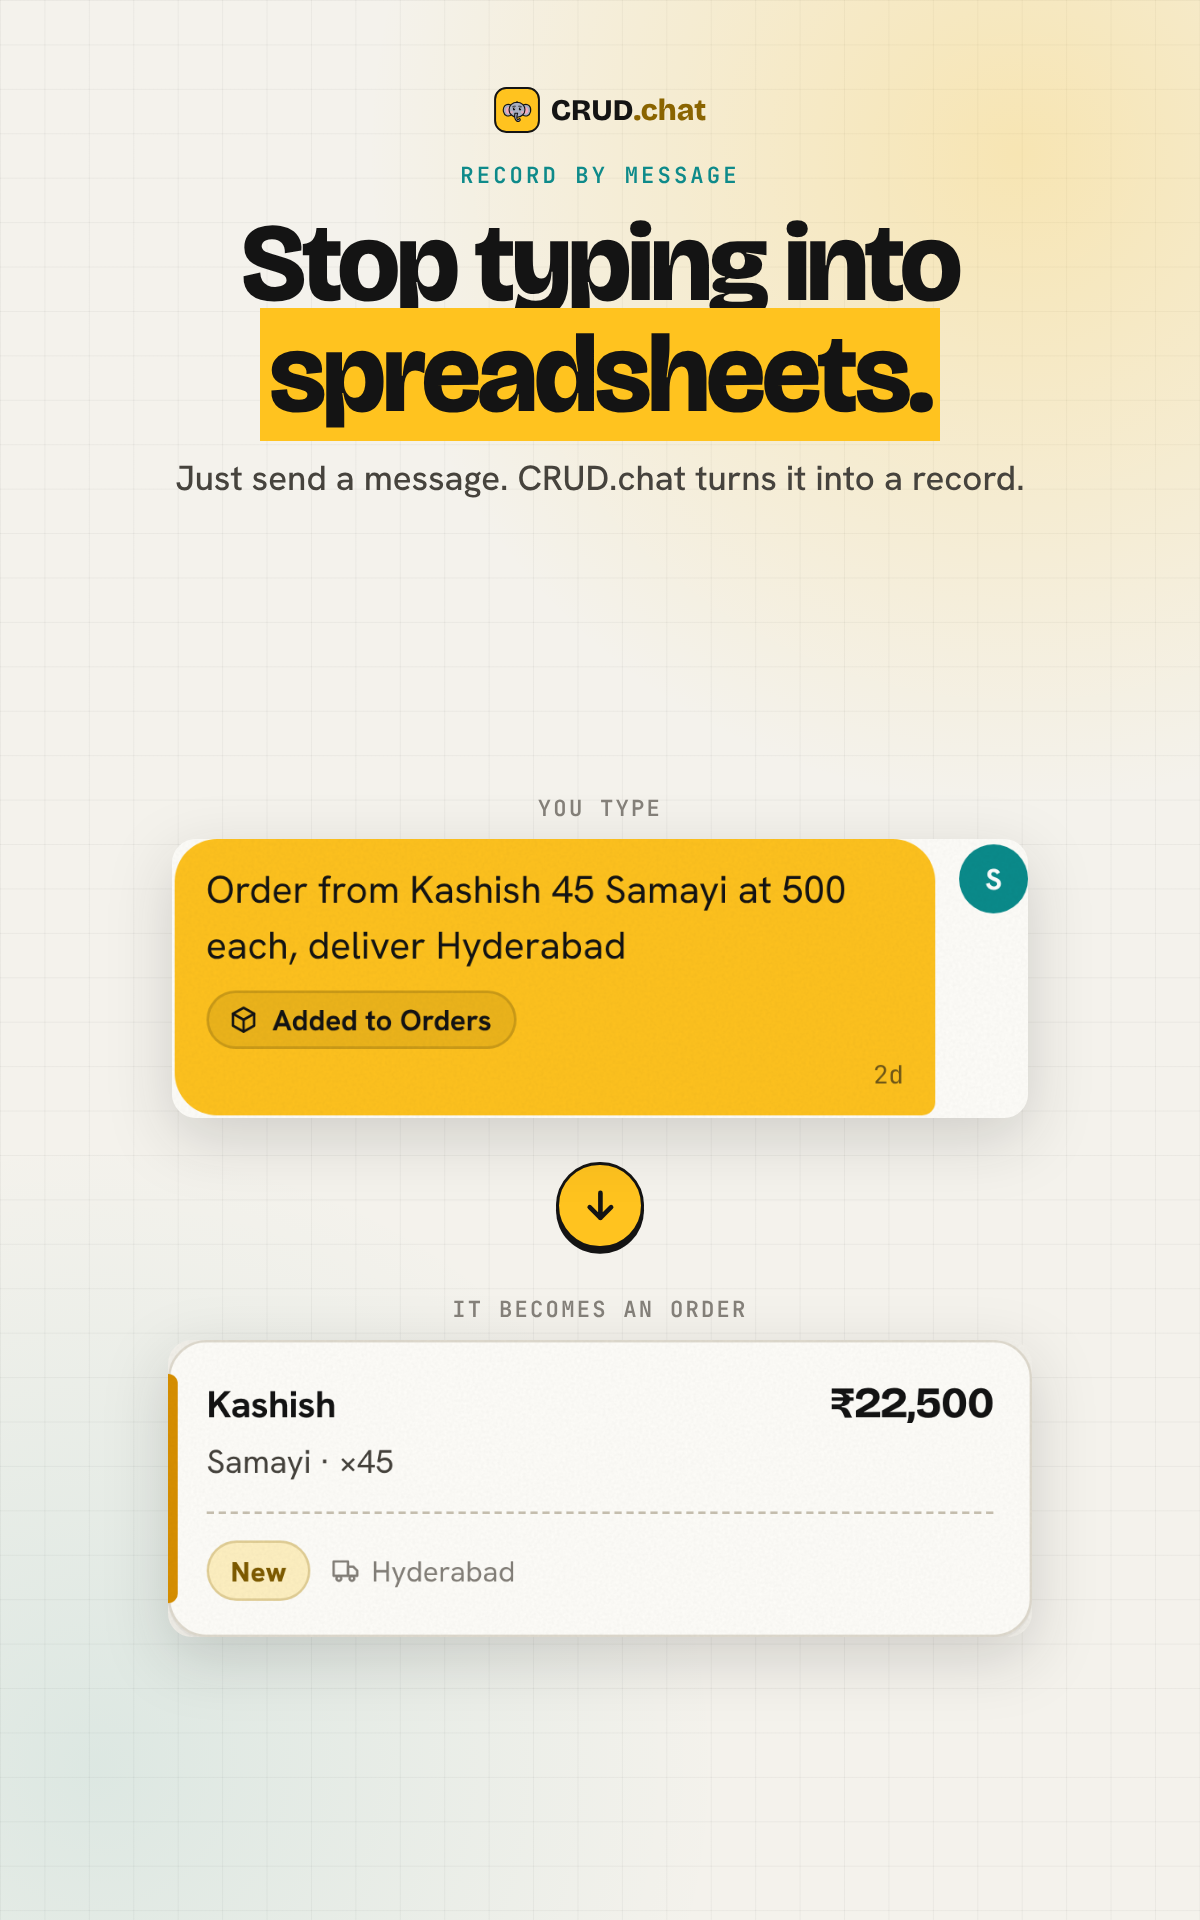 CRUD.chat
RECORD BY MESSAGE
Stop typing into
spreadsheets.
Just send a message. CRUD.chat turns it into a record.
YOU TYPE
Order from Kashish 45 Samayi at 500
each, deliver Hyderabad
S
Added to Orders
2d
IT BECOMES AN ORDER
Kashish
₹22,500
Samayi · ×45
New
Hyderabad